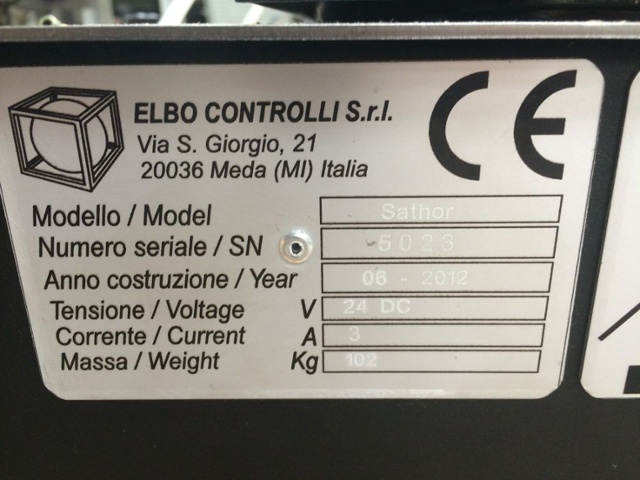 ELBO CONTROLLI S.r.l.
Via S. Giorgio, 21
20036 Meda (MI) Italia
CE
Modello / Model Sathor
Numero seriale / SN 5023
Anno costruzione / Year 06 - 2012
Tensione / Voltage V 24 DC
Corrente / Current A 3
Massa / Weight Kg 102